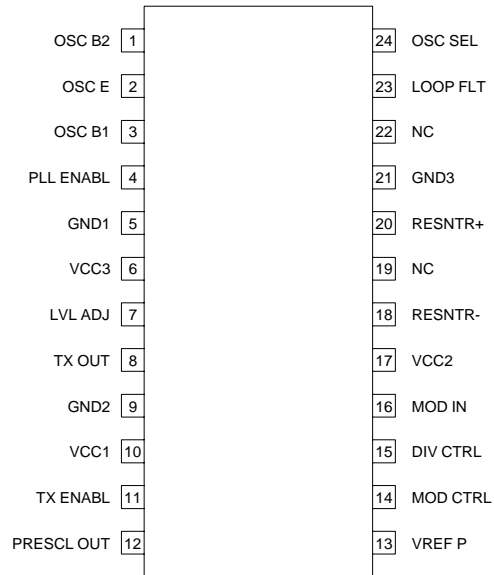 OSC B2 1
24 OSC SEL
OSC E 2
23 LOOP FLT
OSC B1 3
22 NC
PLL ENABL 4
21 GND3
GND1 5
20 RESNTR+
VCC3 6
19 NC
LVL ADJ 7
18 RESNTR-
TX OUT 8
17 VCC2
GND2 9
16 MOD IN
VCC1 10
15 DIV CTRL
TX ENABL 11
14 MOD CTRL
PRESCL OUT 12
13 VREF P